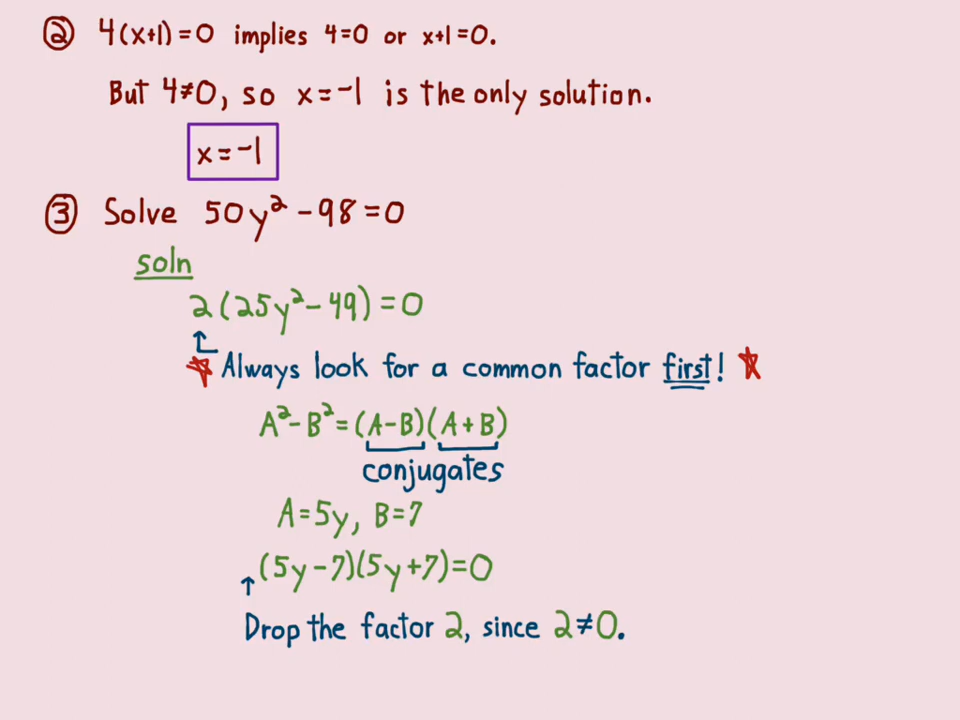 ② 4(x+1)=0 implies 4=0 or x+1=0.
But 4≠0, so x=-1 is the only solution.
x=-1
③ Solve 50y²-98=0
soln
2(25y²-49)=0
Always look for a common factor first!
A²-B²=(A-B)(A+B)
conjugates
A=5y, B=7
(5y-7)(5y+7)=0
Drop the factor 2, since 2≠0.